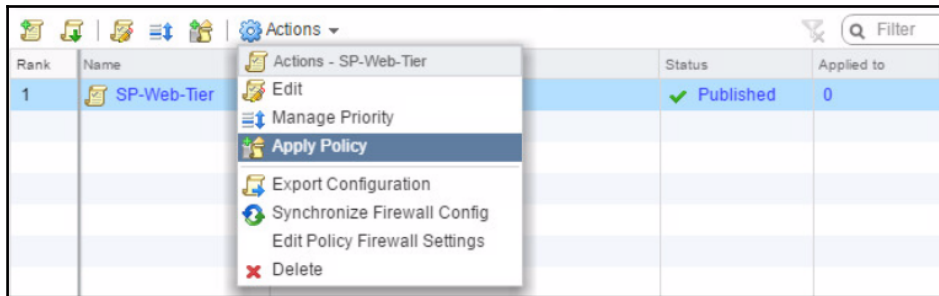 Actions
Filter
Rank Name Status Applied to
Actions - SP-Web-Tier
1 SP-Web-Tier Published 0
Edit
Manage Priority
Apply Policy
Export Configuration
Synchronize Firewall Config
Edit Policy Firewall Settings
Delete